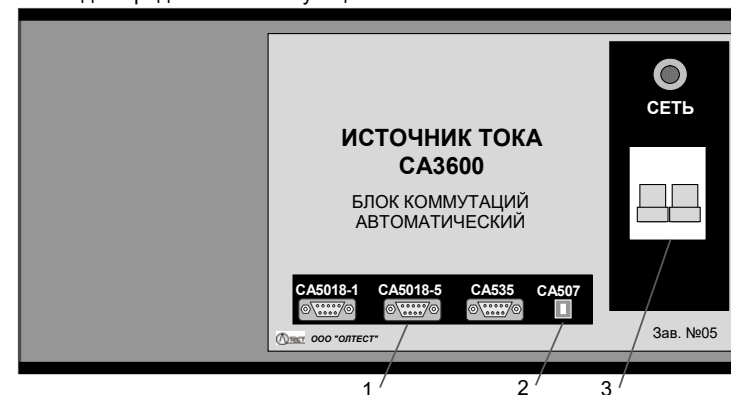 СЕТЬ
ИСТОЧНИК ТОКА
СА3600
БЛОК КОММУТАЦИЙ
АВТОМАТИЧЕСКИЙ
СА5018-1 СА5018-5 СА535 СА507
ТЕСТ ООО "ОЛТЕСТ"
Зав. №05
1 2 3